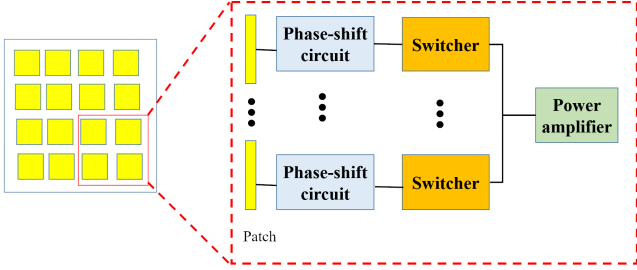 Phase-shift
circuit
Switcher
Power
amplifier
Phase-shift
circuit
Switcher
Patch